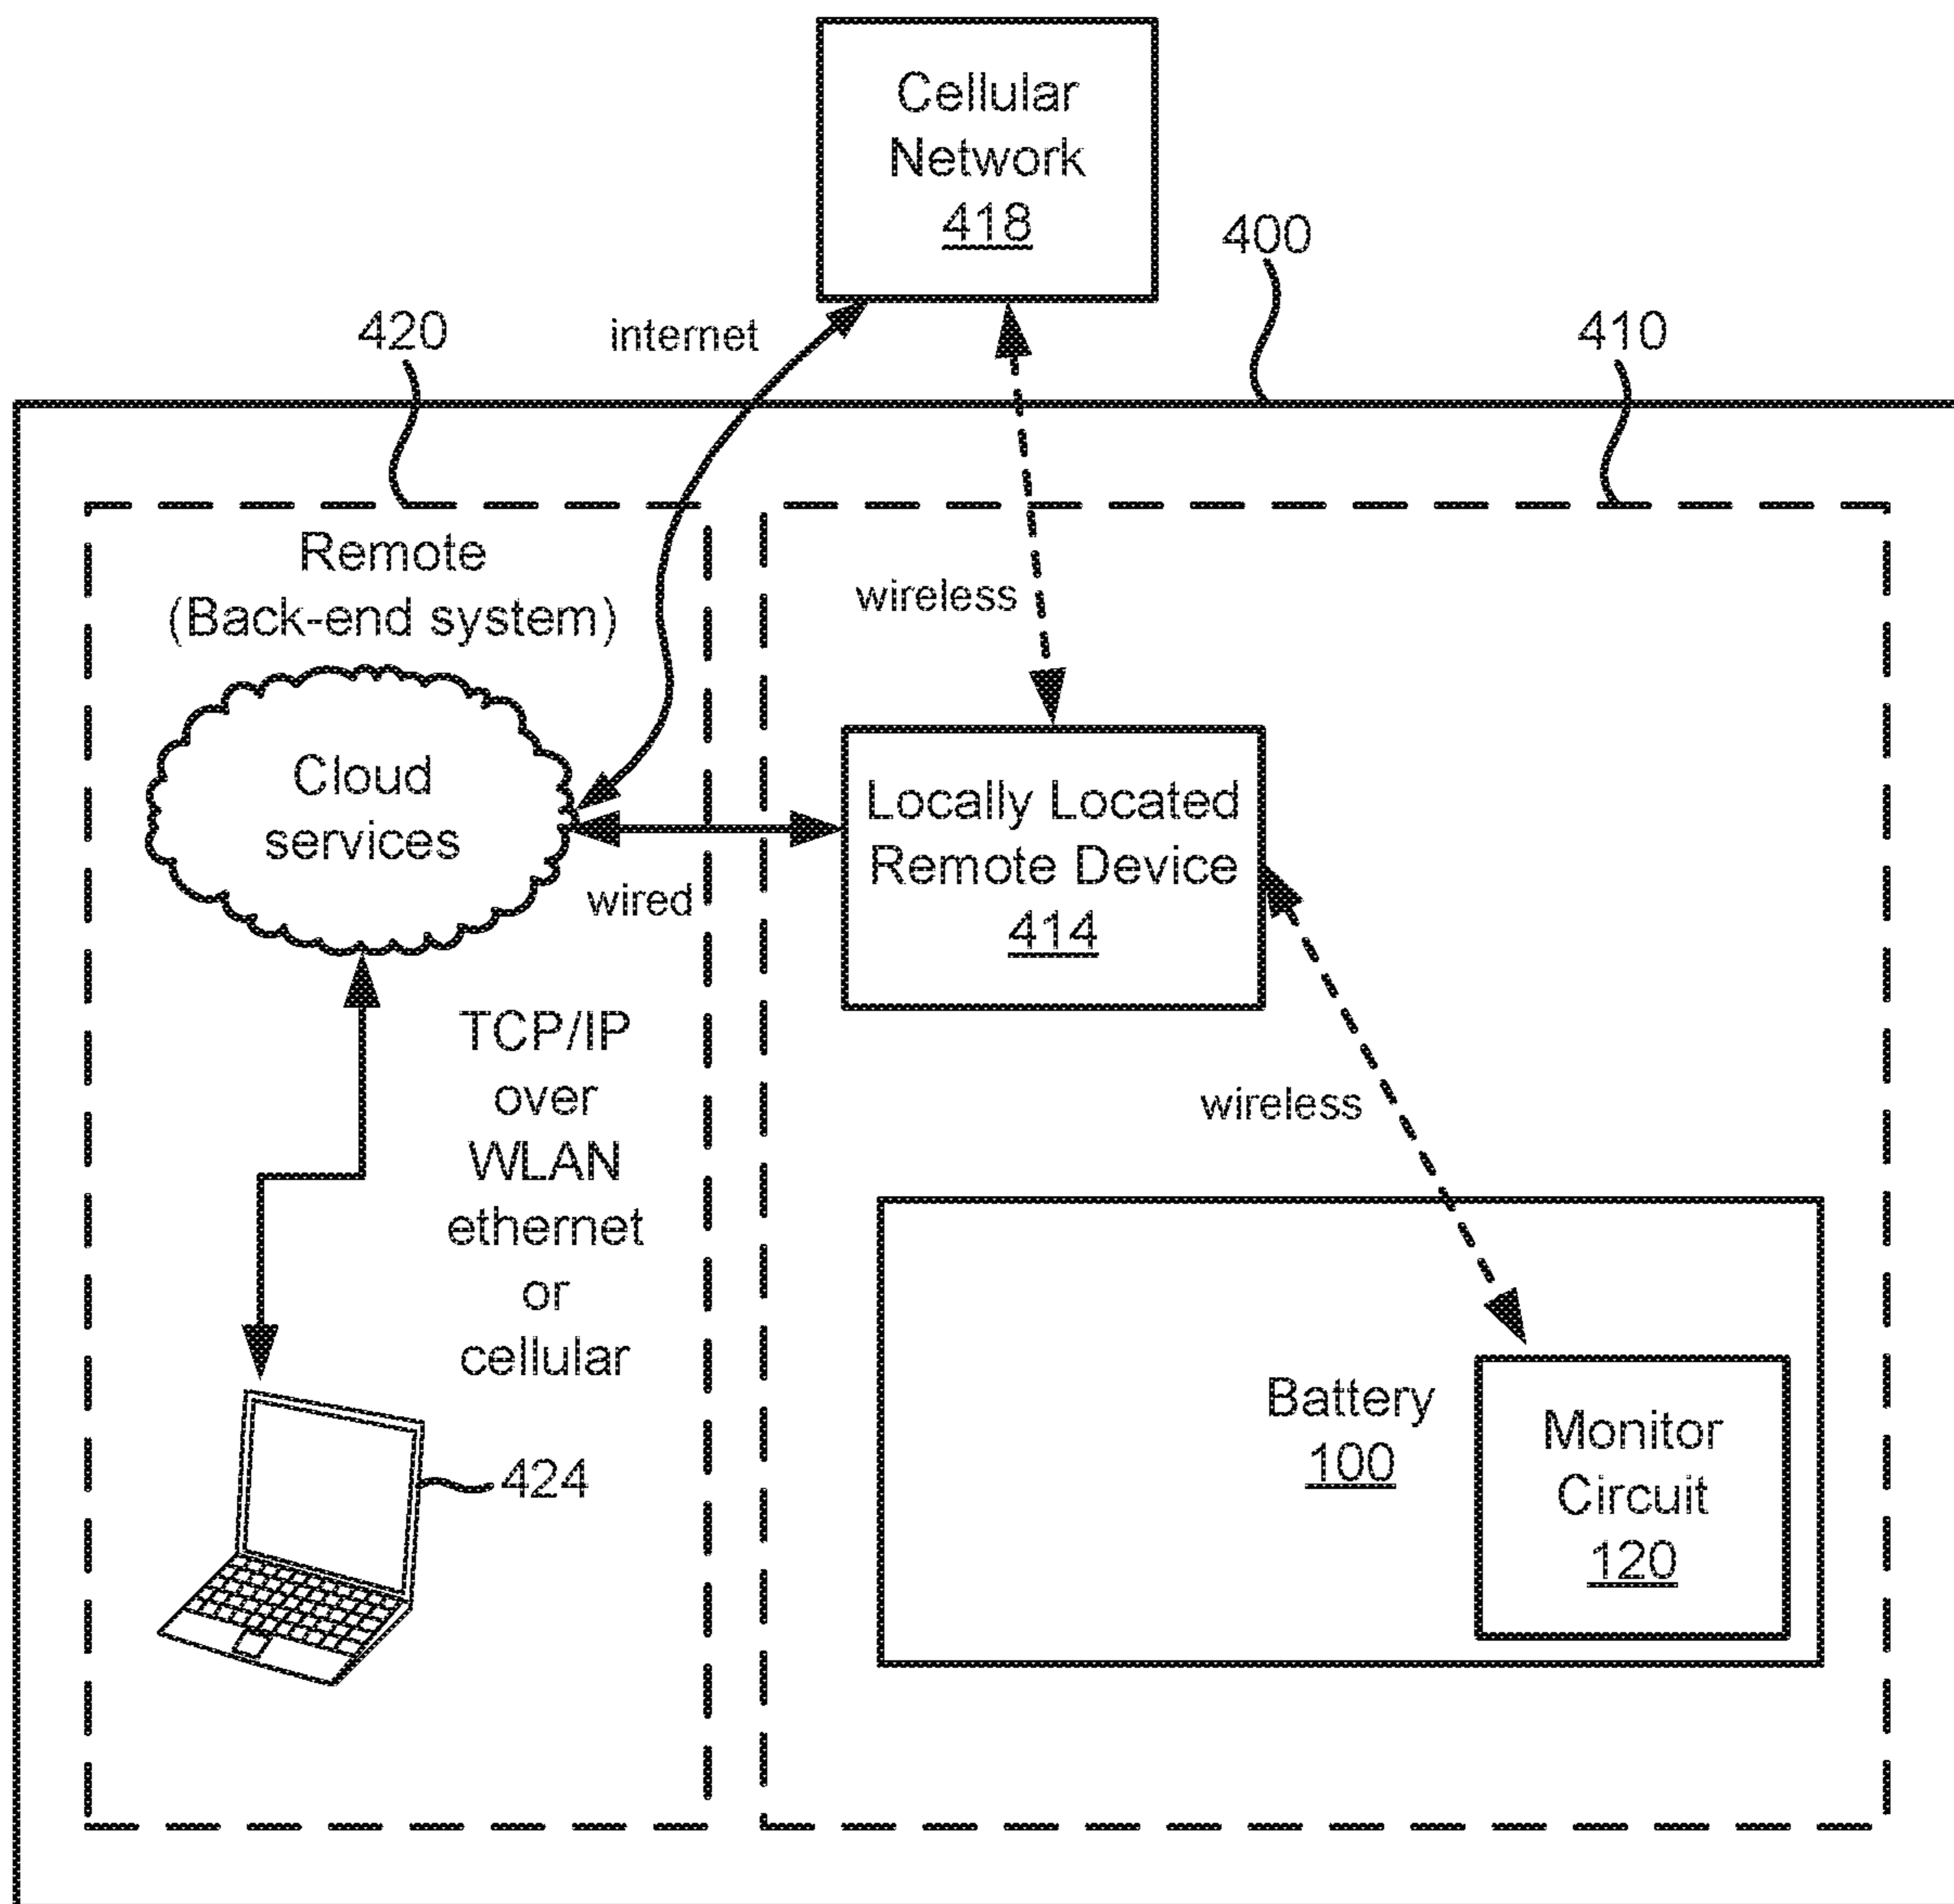 Cellular
Network
418
400
420
internet
410
Remote
(Back-end system)
wireless
Cloud
services
Locally Located
Remote Device
414
wired
TCP/IP
over
WLAN
ethernet
or
cellular
wireless
Battery
100
Monitor
Circuit
120
424